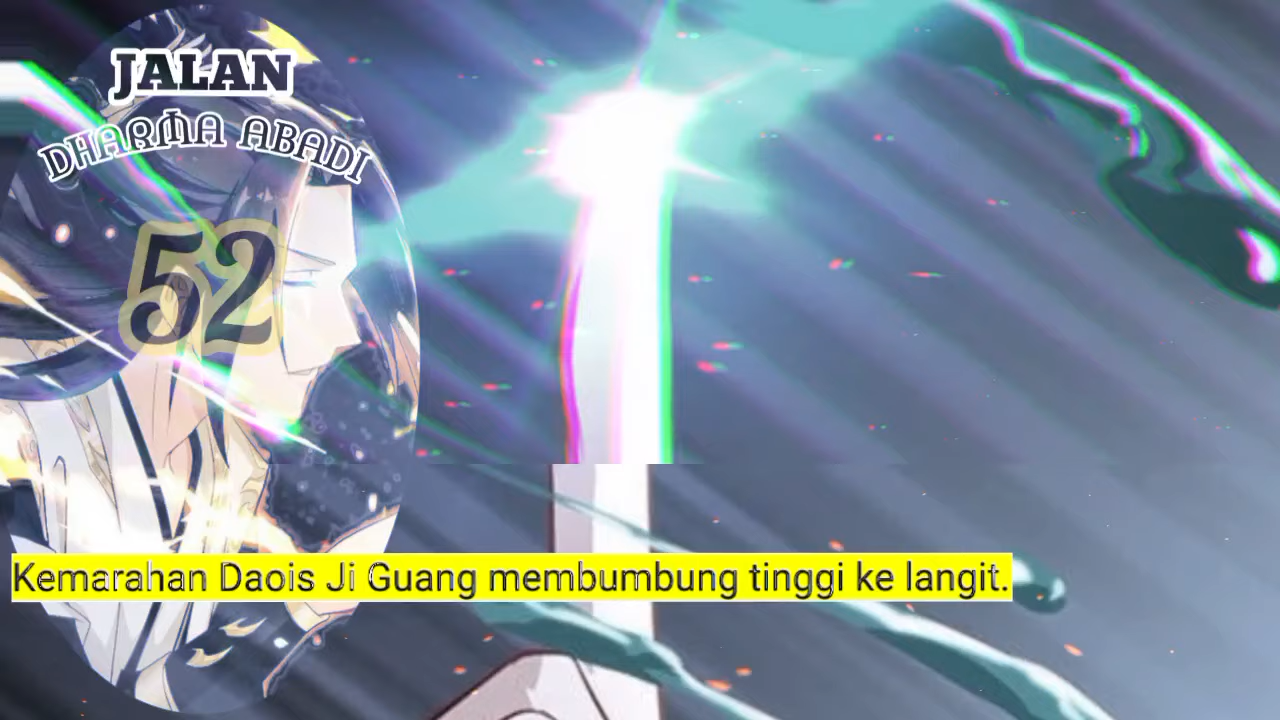 JALAN
DHARMA ABADI
52
Kemarahan Daois Ji Guang membumbung tinggi ke langit.